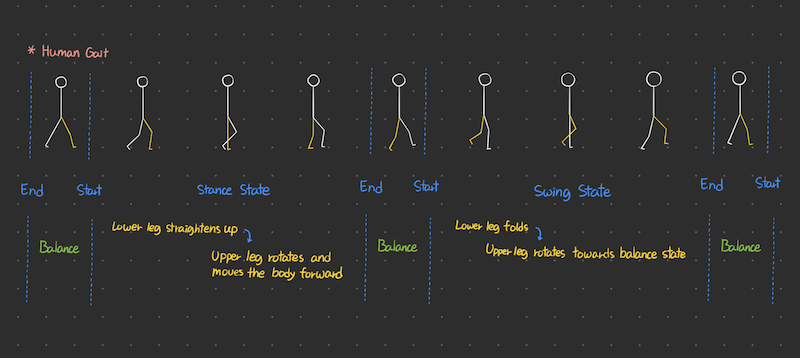 * Human Gait
End Start Stance State End Start Swing State End Start
Lower leg straightens up
Upper leg rotates and
moves the body forward
Lower leg folds
Upper leg rotates towards balance state
Balance Balance Balance